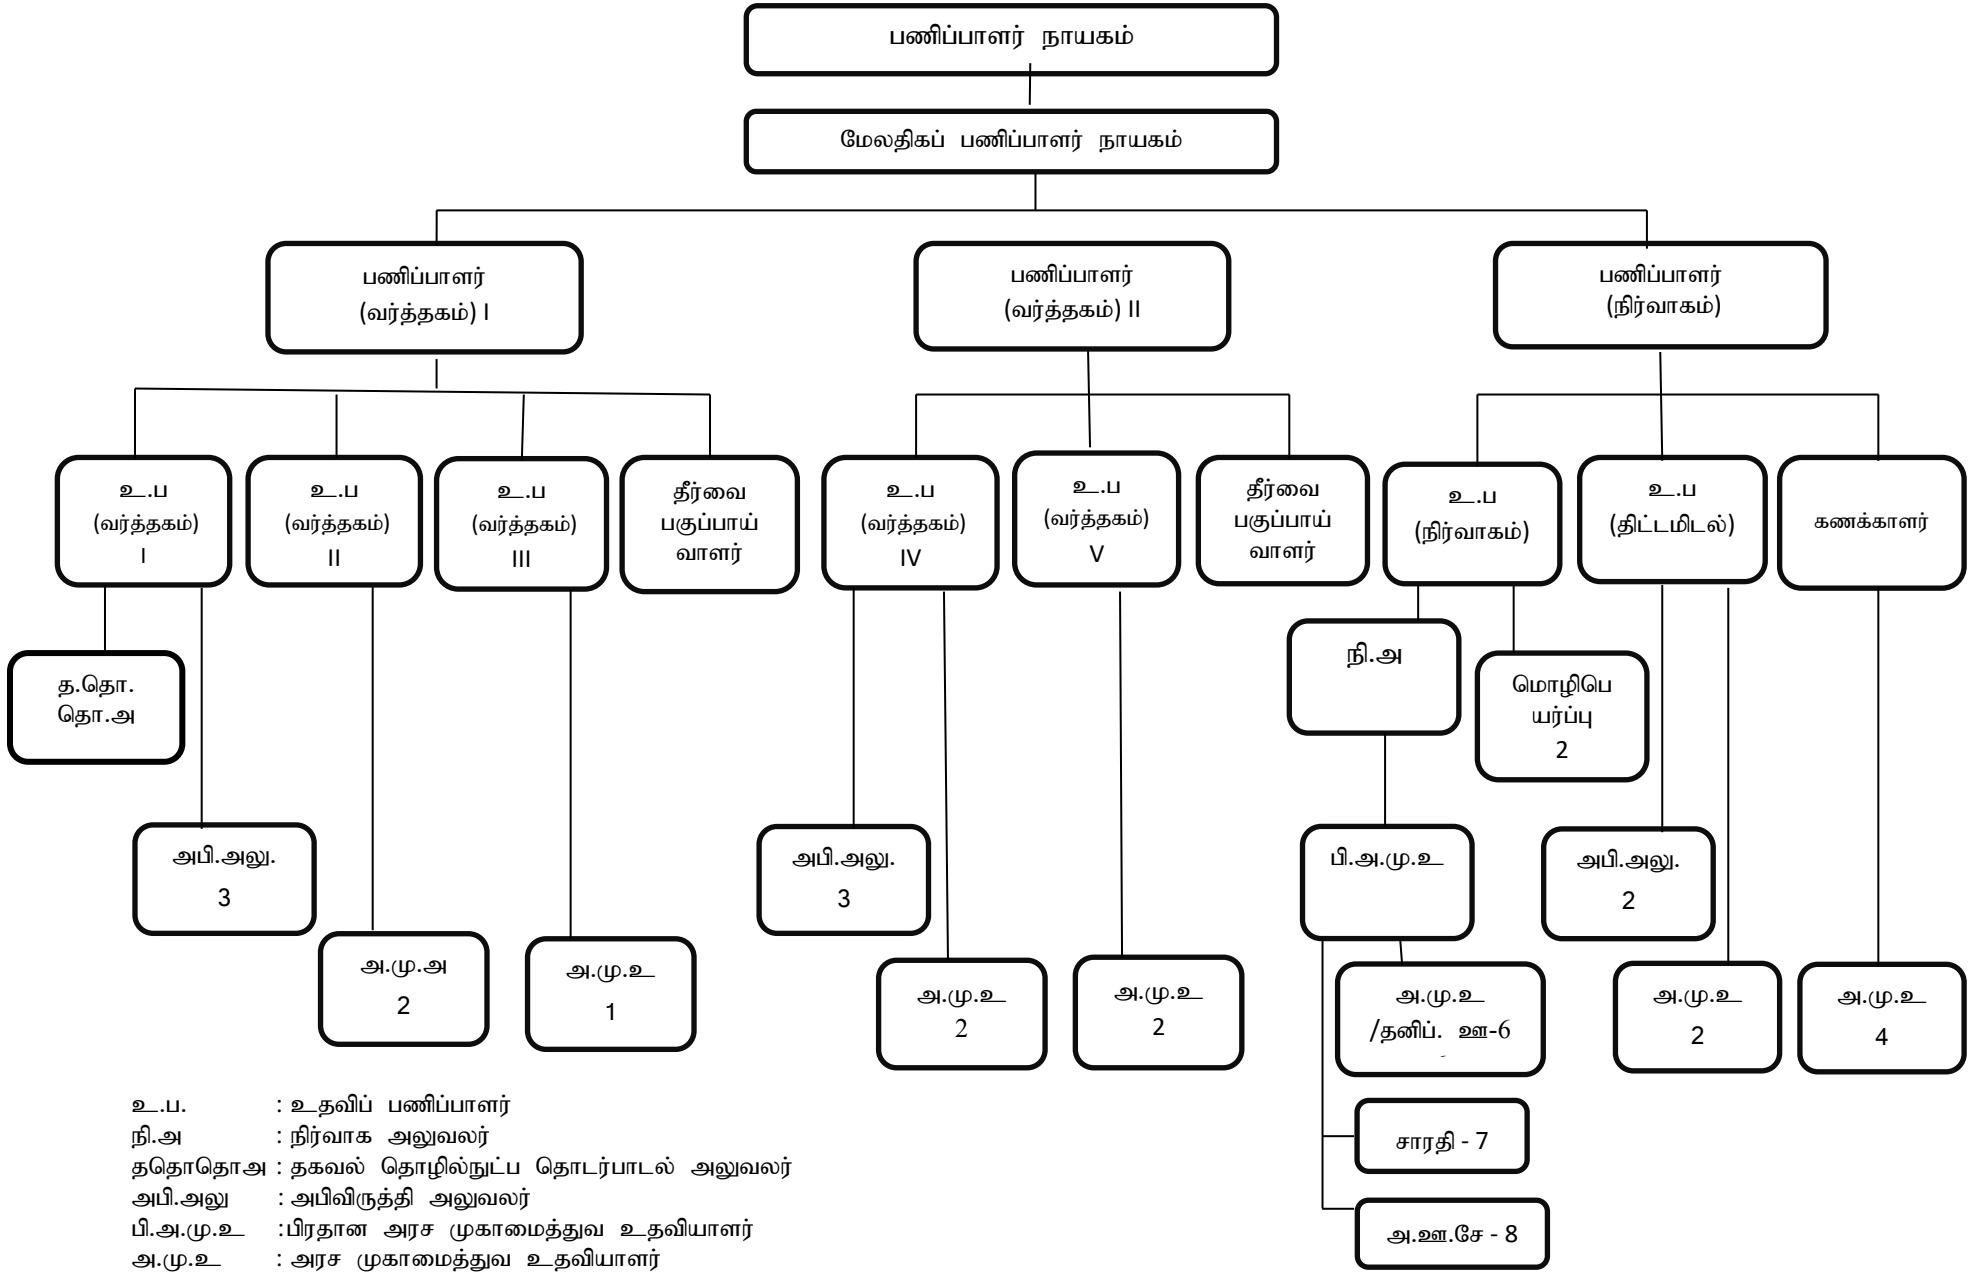 பணிப்பாளர் நாயகம்
மேலதிகப் பணிப்பாளர் நாயகம்
பணிப்பாளர்
(வர்த்தகம்) I
பணிப்பாளர்
(வர்த்தகம்) II
பணிப்பாளர்
(நிர்வாகம்)
உ.ப
(வர்த்தகம்)
I
உ.ப
(வர்த்தகம்)
II
உ.ப
(வர்த்தகம்)
III
தீர்வை
பகுப்பாய்
வாளர்
உ.ப
(வர்த்தகம்)
IV
உ.ப
(வர்த்தகம்)
V
தீர்வை
பகுப்பாய்
வாளர்
உ.ப
(நிர்வாகம்)
உ.ப
(திட்டமிடல்)
கணக்காளர்
த.தொ.
தொ.அ
நி.அ
மொழிபெ
யர்ப்பு
2
அபி.அலு.
3
அபி.அலு.
3
பி.அ.மு.உ
அபி.அலு.
2
அ.மு.அ
2
அ.மு.உ
1
அ.மு.உ
2
அ.மு.உ
2
அ.மு.உ
/தனிப். ஊ-6
அ.மு.உ
2
அ.மு.உ
4
சாரதி - 7
அ.ஊ.சே - 8
உ.ப. : உதவிப் பணிப்பாளர்
நி.அ : நிர்வாக அலுவலர்
ததொதொஅ : தகவல் தொழில்நுட்ப தொடர்பாடல் அலுவலர்
அபி.அலு : அபிவிருத்தி அலுவலர்
பி.அ.மு.உ :பிரதான அரச முகாமைத்துவ உதவியாளர்
அ.மு.உ : அரச முகாமைத்துவ உதவியாளர்